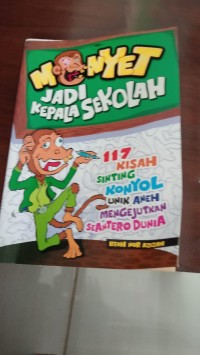 MONYET
JADI
KEPALA SEKOLAH
117
KISAH
SINTING
KONYOL
UNIK ANEH
MENGEJUTKAN
SEANTERO DUNIA